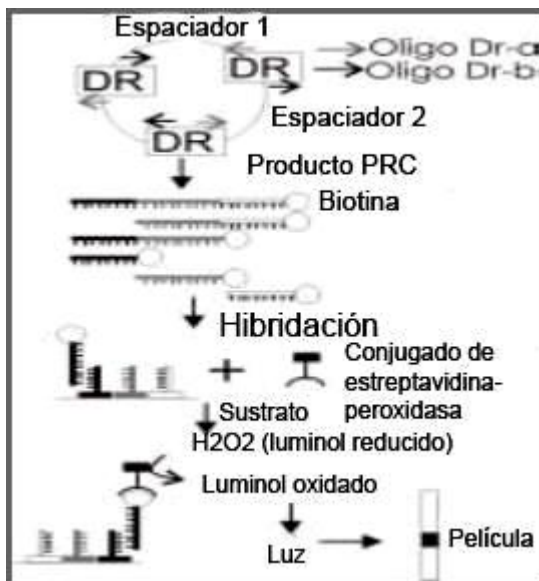 Espaciador 1
DR
DR
Oligo Dr-a
Oligo Dr-b
DR
Espaciador 2
Producto PRC
Biotina
Hibridación
+
Conjugado de
estreptavidina-
peroxidasa
Sustrato
H2O2 (luminol reducido)
Luminol oxidado
Luz
Película